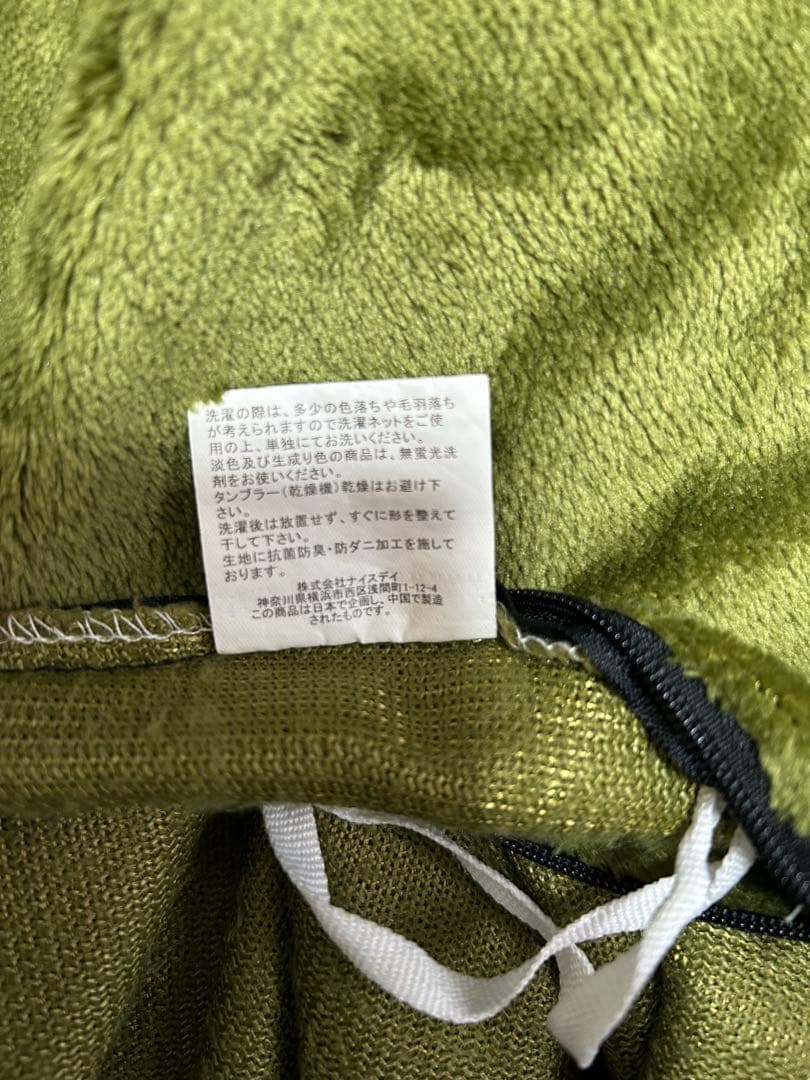 洗濯の際は、多少の色落ちや毛羽落ち
が考えられますので洗濯ネットをご使
用の上、単独にてお洗いください。
淡色及び生成り色の商品は、無蛍光洗
剤をお使いください。
タンブラー(乾燥機)乾燥はお避け下
さい。
洗濯後は放置せず、すぐに形を整えて
干して下さい。
生地に抗菌防臭・防ダニ加工を施して
おります。
株式会社ナイスデイ
神奈川県横浜市西区浅間町1-12-4
この商品は日本で企画し、中国で製造
されたものです。